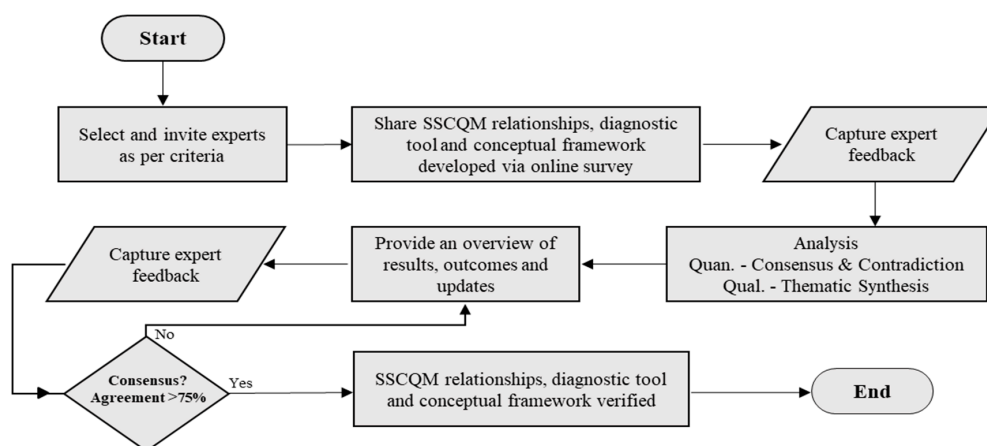 Start
Select and invite experts
as per criteria
Share SSCQM relationships, diagnostic
tool and conceptual framework
developed via online survey
Capture expert
feedback
Analysis
Quan. - Consensus & Contradiction
Qual. - Thematic Synthesis
Provide an overview of
results, outcomes and
updates
Capture expert
feedback
Consensus?
Agreement >75%
No
Yes
SSCQM relationships, diagnostic tool
and conceptual framework verified
End